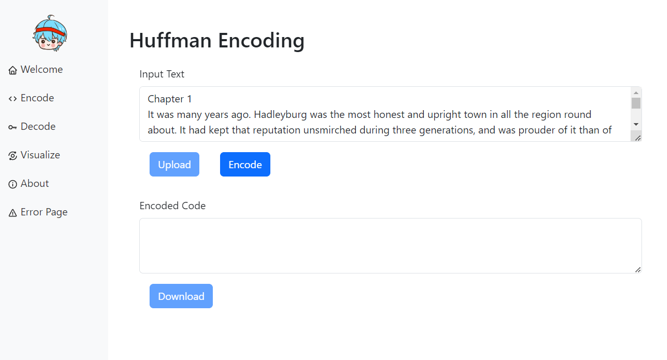 Huffman Encoding
Welcome
Encode
Decode
Visualize
About
Error Page
Input Text
Chapter 1
It was many years ago. Hadleyburg was the most honest and upright town in all the region round
about. It had kept that reputation unsmirched during three generations, and was prouder of it than of
Upload
Encode
Encoded Code
Download